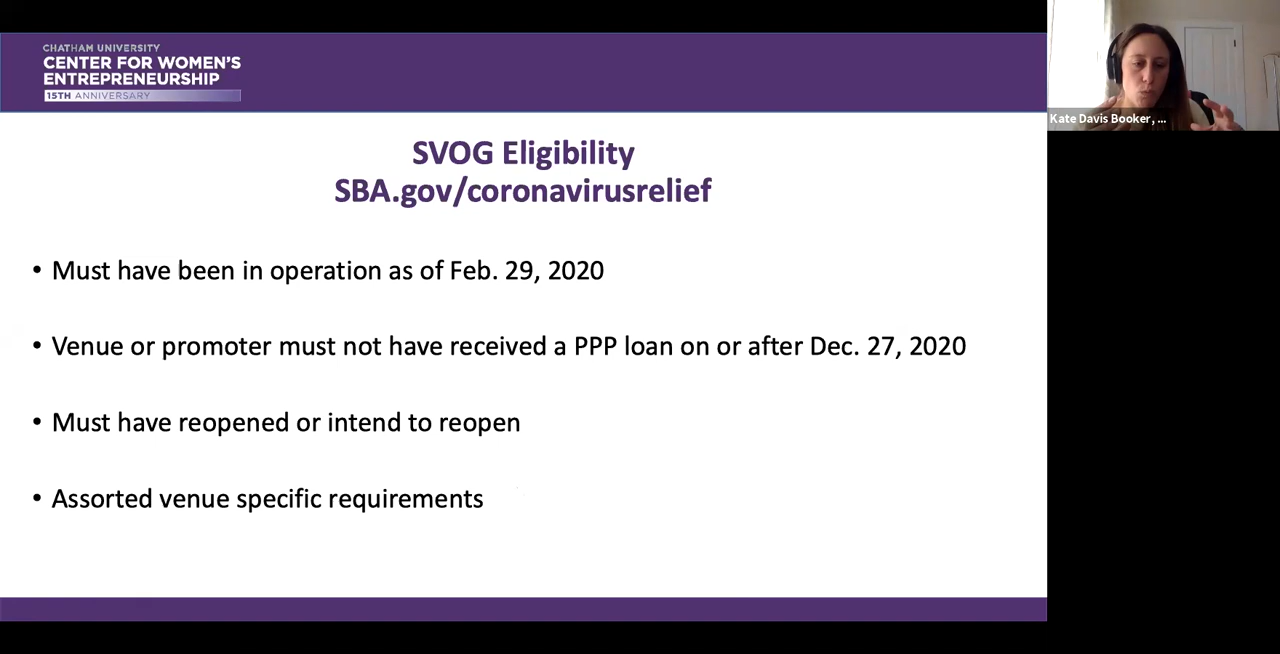 CHATHAM UNIVERSITY
CENTER FOR WOMEN'S
ENTREPRENEURSHIP
15TH ANNIVERSARY
Kate Davis Booker, ...
SVOG Eligibility
SBA.gov/coronavirusrelief
• Must have been in operation as of Feb. 29, 2020
• Venue or promoter must not have received a PPP loan on or after Dec. 27, 2020
• Must have reopened or intend to reopen
• Assorted venue specific requirements